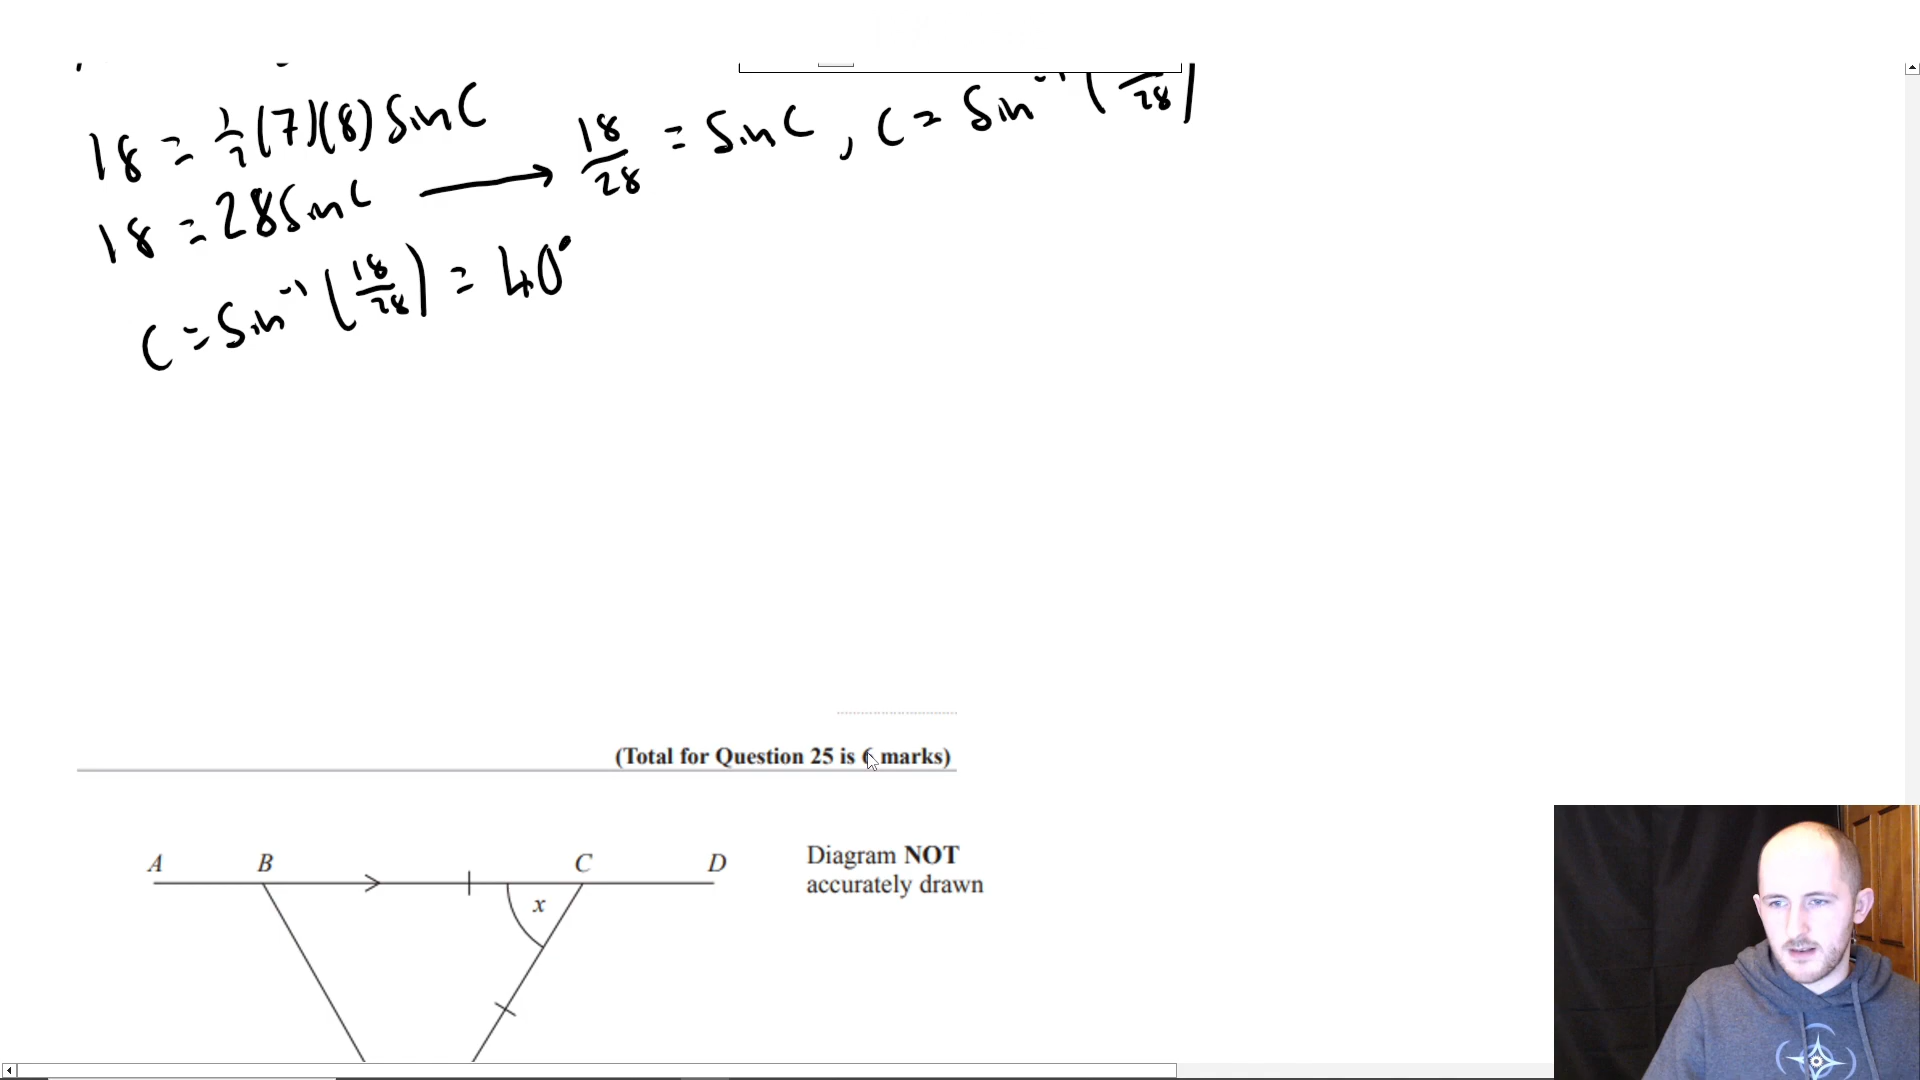 18 = 1/2 (7)(8) Sin C
18 = 28 Sin C → 18/28 = Sin C, C = Sin⁻¹ ( /28)
C = Sin⁻¹ (18/28) = 40°
(Total for Question 25 is 6 marks)
A B C D
x
Diagram NOT
accurately drawn